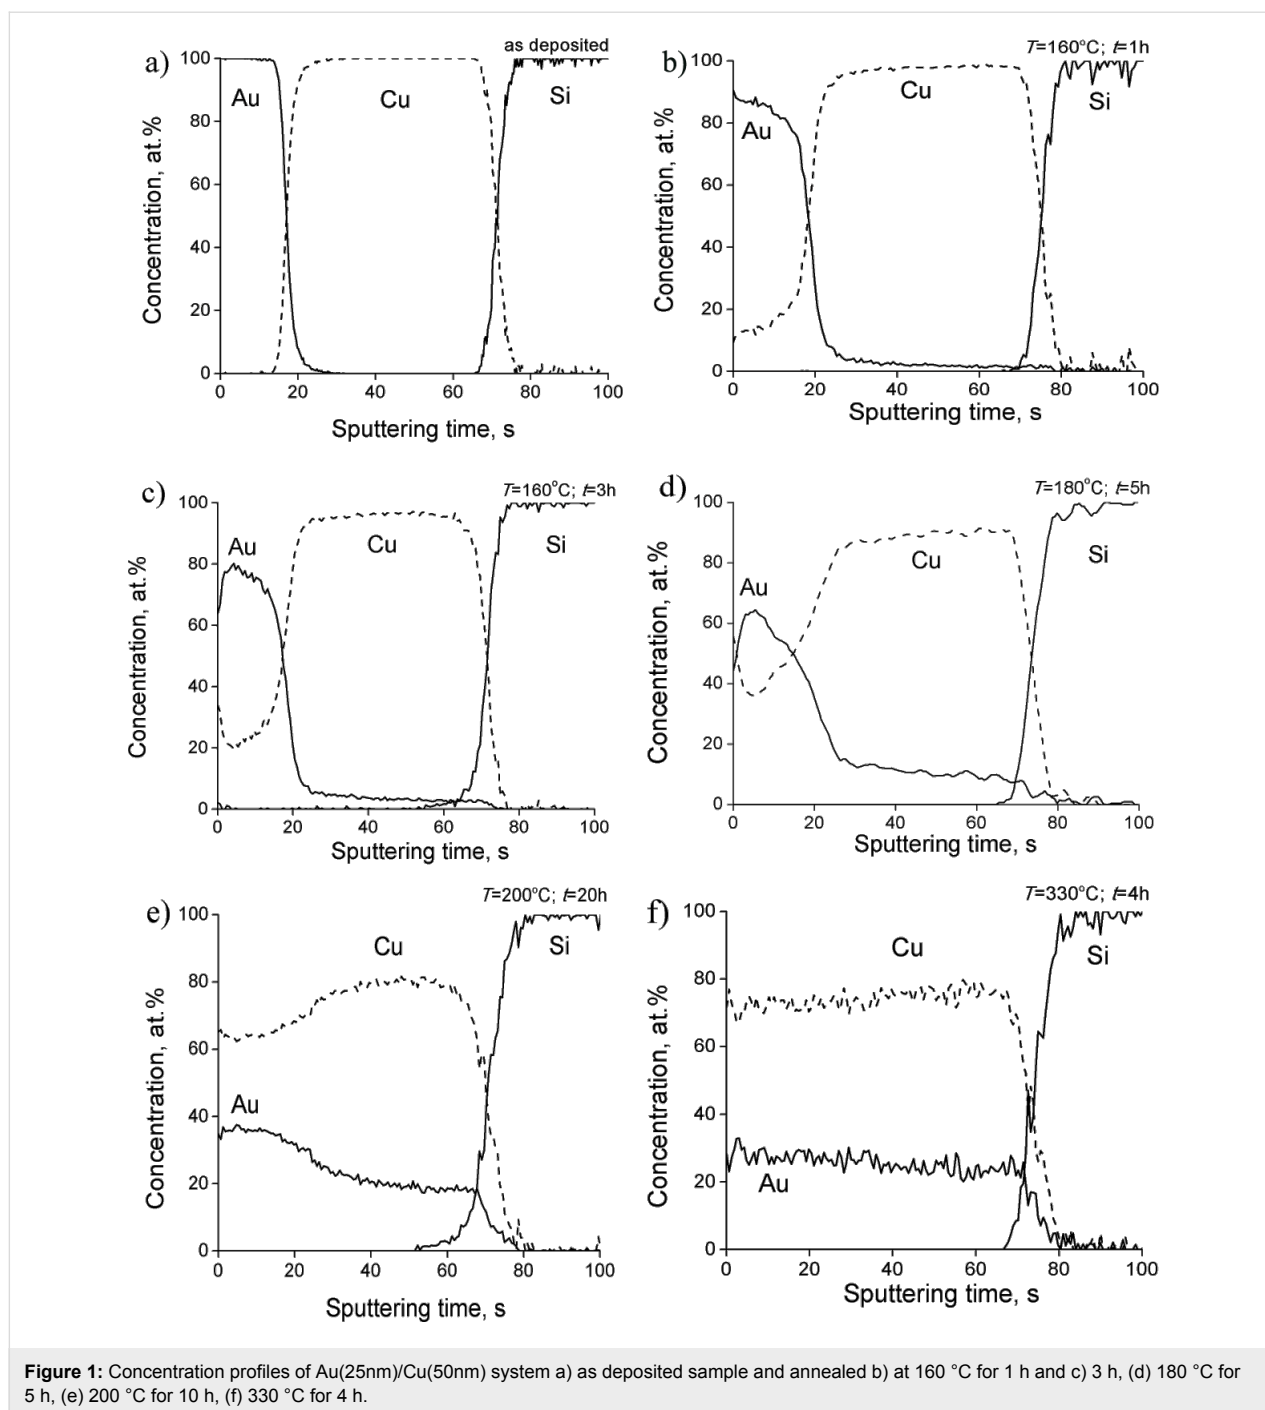 a)
as deposited
100
80
60
40
20
0
Concentration, at.%
Au
Cu
Si
0 20 40 60 80 100
Sputtering time, s
b)
T=160°C; t=1h
100
80
60
40
20
0
Concentration, at.%
Au
Cu
Si
0 20 40 60 80 100
Sputtering time, s
c)
T=160°C; t=3h
100
80
60
40
20
0
Concentration, at.%
Au
Cu
Si
0 20 40 60 80 100
Sputtering time, s
d)
T=180°C; t=5h
100
80
60
40
20
0
Concentration, at.%
Au
Cu
Si
0 20 40 60 80 100
Sputtering time, s
e)
T=200°C; t=20h
100
80
60
40
20
0
Concentration, at.%
Cu
Au
Si
0 20 40 60 80 100
Sputtering time, s
f)
T=330°C; t=4h
100
80
60
40
20
0
Concentration, at.%
Cu
Au
Si
0 20 40 60 80 100
Sputtering time, s
Figure 1: Concentration profiles of Au(25nm)/Cu(50nm) system a) as deposited sample and annealed b) at 160 °C for 1 h and c) 3 h, (d) 180 °C for
5 h, (e) 200 °C for 10 h, (f) 330 °C for 4 h.